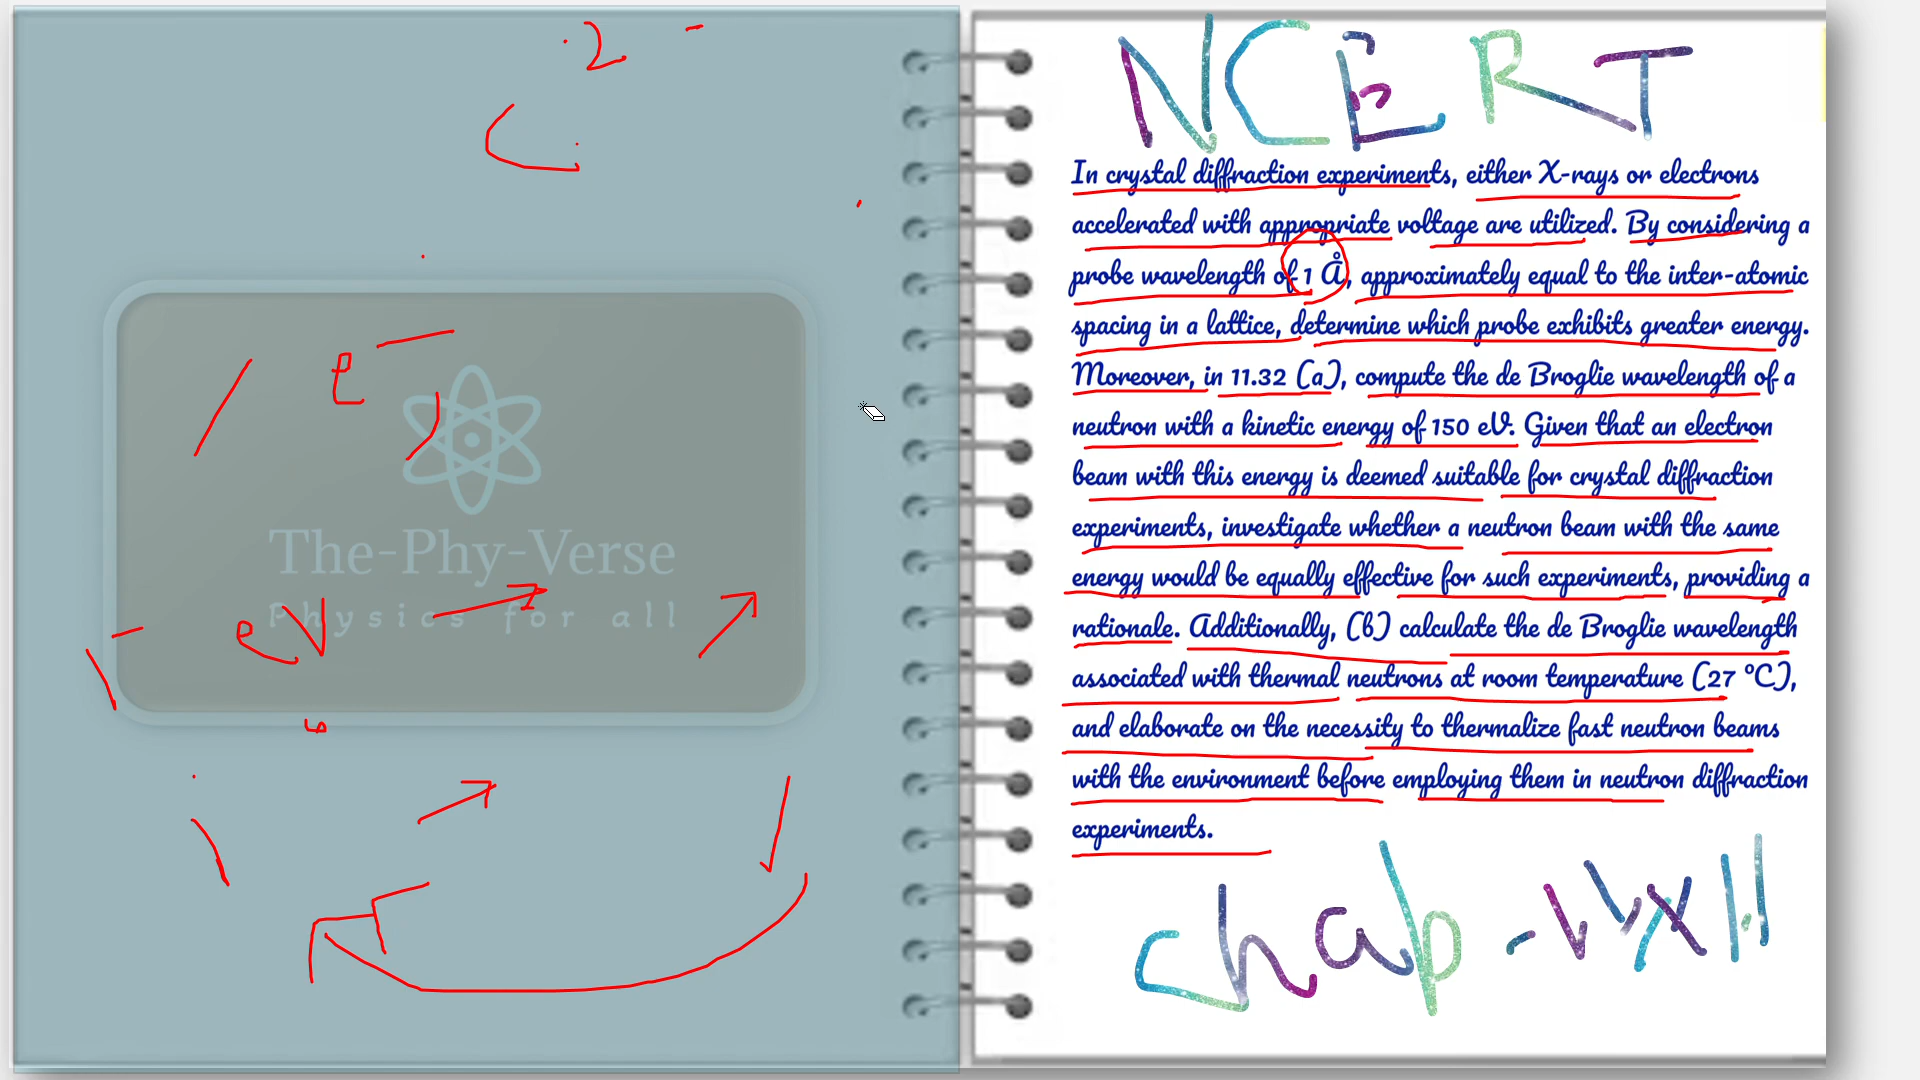 2 -
e
The-Phy-Verse
Physics for all
eV
NCERT
In crystal diffraction experiments, either X-rays or electrons
accelerated with appropriate voltage are utilized. By considering a
probe wavelength of 1 Å, approximately equal to the inter-atomic
spacing in a lattice, determine which probe exhibits greater energy.
Moreover, in 11.32 (a), compute the de Broglie wavelength of a
neutron with a kinetic energy of 150 eV. Given that an electron
beam with this energy is deemed suitable for crystal diffraction
experiments, investigate whether a neutron beam with the same
energy would be equally effective for such experiments, providing a
rationale. Additionally, (b) calculate the de Broglie wavelength
associated with thermal neutrons at room temperature (27 °C),
and elaborate on the necessity to thermalize fast neutron beams
with the environment before employing them in neutron diffraction
experiments.
chap -